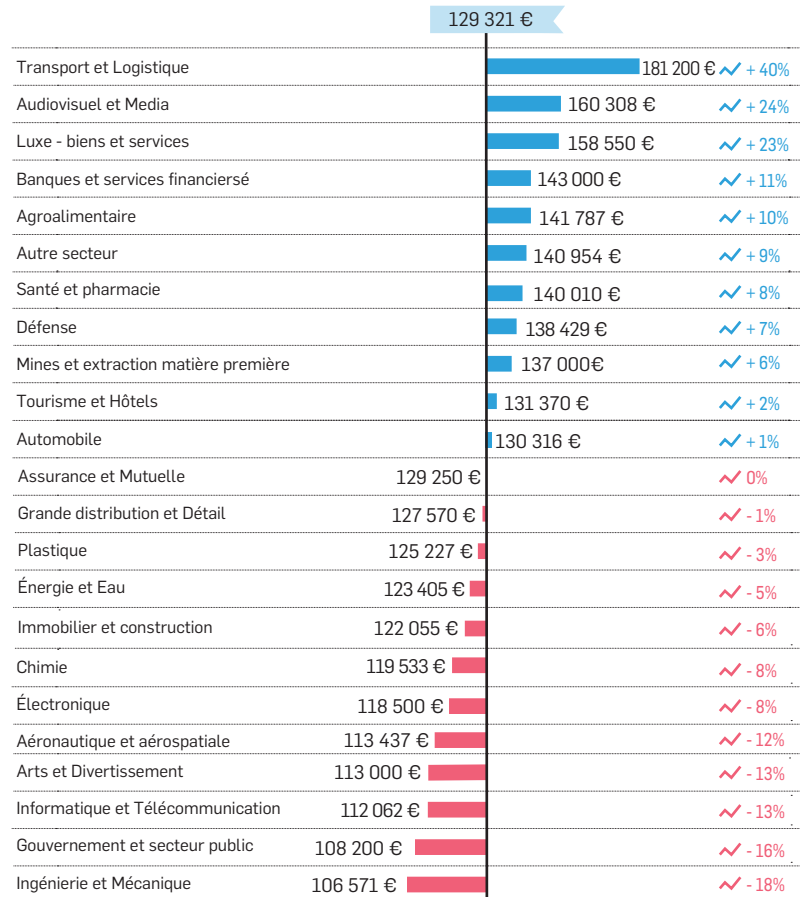 129 321 €
Transport et Logistique 181 200 € + 40%
Audiovisuel et Media 160 308 € + 24%
Luxe - biens et services 158 550 € + 23%
Banques et services financiersé 143 000 € + 11%
Agroalimentaire 141 787 € + 10%
Autre secteur 140 954 € + 9%
Santé et pharmacie 140 010 € + 8%
Défense 138 429 € + 7%
Mines et extraction matière première 137 000€ + 6%
Tourisme et Hôtels 131 370 € + 2%
Automobile 130 316 € + 1%
Assurance et Mutuelle 129 250 € 0%
Grande distribution et Détail 127 570 € - 1%
Plastique 125 227 € - 3%
Énergie et Eau 123 405 € - 5%
Immobilier et construction 122 055 € - 6%
Chimie 119 533 € - 8%
Électronique 118 500 € - 8%
Aéronautique et aérospatiale 113 437 € - 12%
Arts et Divertissement 113 000 € - 13%
Informatique et Télécommunication 112 062 € - 13%
Gouvernement et secteur public 108 200 € - 16%
Ingénierie et Mécanique 106 571 € - 18%